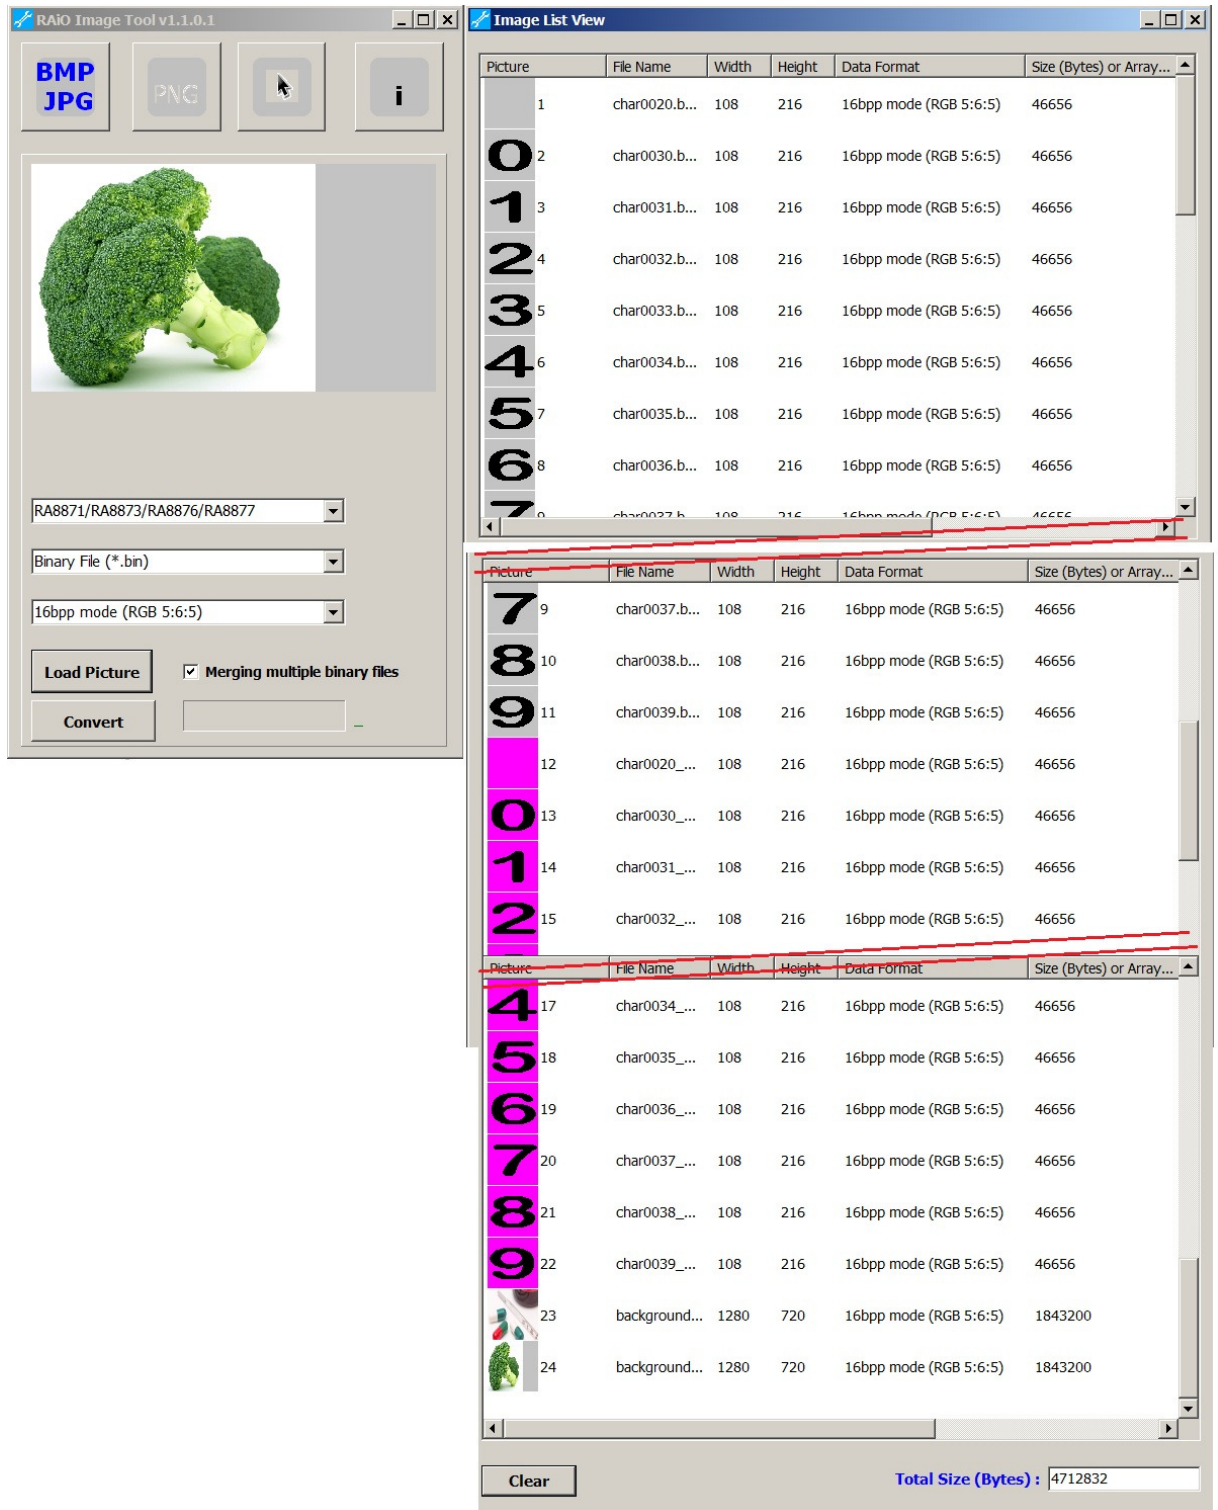 RAiO Image Tool v1.1.0.1
BMP
JPG
PNG
i
RA8871/RA8873/RA8876/RA8877
Binary File (*.bin)
16bpp mode (RGB 5:6:5)
Load Picture
Merging multiple binary files
Convert
Image List View
Picture File Name Width Height Data Format Size (Bytes) or Array...
1 char0020.b... 108 216 16bpp mode (RGB 5:6:5) 46656
0 2 char0030.b... 108 216 16bpp mode (RGB 5:6:5) 46656
1 3 char0031.b... 108 216 16bpp mode (RGB 5:6:5) 46656
2 4 char0032.b... 108 216 16bpp mode (RGB 5:6:5) 46656
3 5 char0033.b... 108 216 16bpp mode (RGB 5:6:5) 46656
4 6 char0034.b... 108 216 16bpp mode (RGB 5:6:5) 46656
5 7 char0035.b... 108 216 16bpp mode (RGB 5:6:5) 46656
6 8 char0036.b... 108 216 16bpp mode (RGB 5:6:5) 46656
7 9 char0037.b 108 216 16bpp mode (RGB 5:6:5) 46656
Picture File Name Width Height Data Format Size (Bytes) or Array...
7 9 char0037.b... 108 216 16bpp mode (RGB 5:6:5) 46656
8 10 char0038.b... 108 216 16bpp mode (RGB 5:6:5) 46656
9 11 char0039.b... 108 216 16bpp mode (RGB 5:6:5) 46656
12 char0020_... 108 216 16bpp mode (RGB 5:6:5) 46656
0 13 char0030_... 108 216 16bpp mode (RGB 5:6:5) 46656
1 14 char0031_... 108 216 16bpp mode (RGB 5:6:5) 46656
2 15 char0032_... 108 216 16bpp mode (RGB 5:6:5) 46656
Picture File Name Width Height Data Format Size (Bytes) or Array...
4 17 char0034_... 108 216 16bpp mode (RGB 5:6:5) 46656
5 18 char0035_... 108 216 16bpp mode (RGB 5:6:5) 46656
6 19 char0036_... 108 216 16bpp mode (RGB 5:6:5) 46656
7 20 char0037_... 108 216 16bpp mode (RGB 5:6:5) 46656
8 21 char0038_... 108 216 16bpp mode (RGB 5:6:5) 46656
9 22 char0039_... 108 216 16bpp mode (RGB 5:6:5) 46656
23 background... 1280 720 16bpp mode (RGB 5:6:5) 1843200
24 background... 1280 720 16bpp mode (RGB 5:6:5) 1843200
Clear
Total Size (Bytes) : 4712832